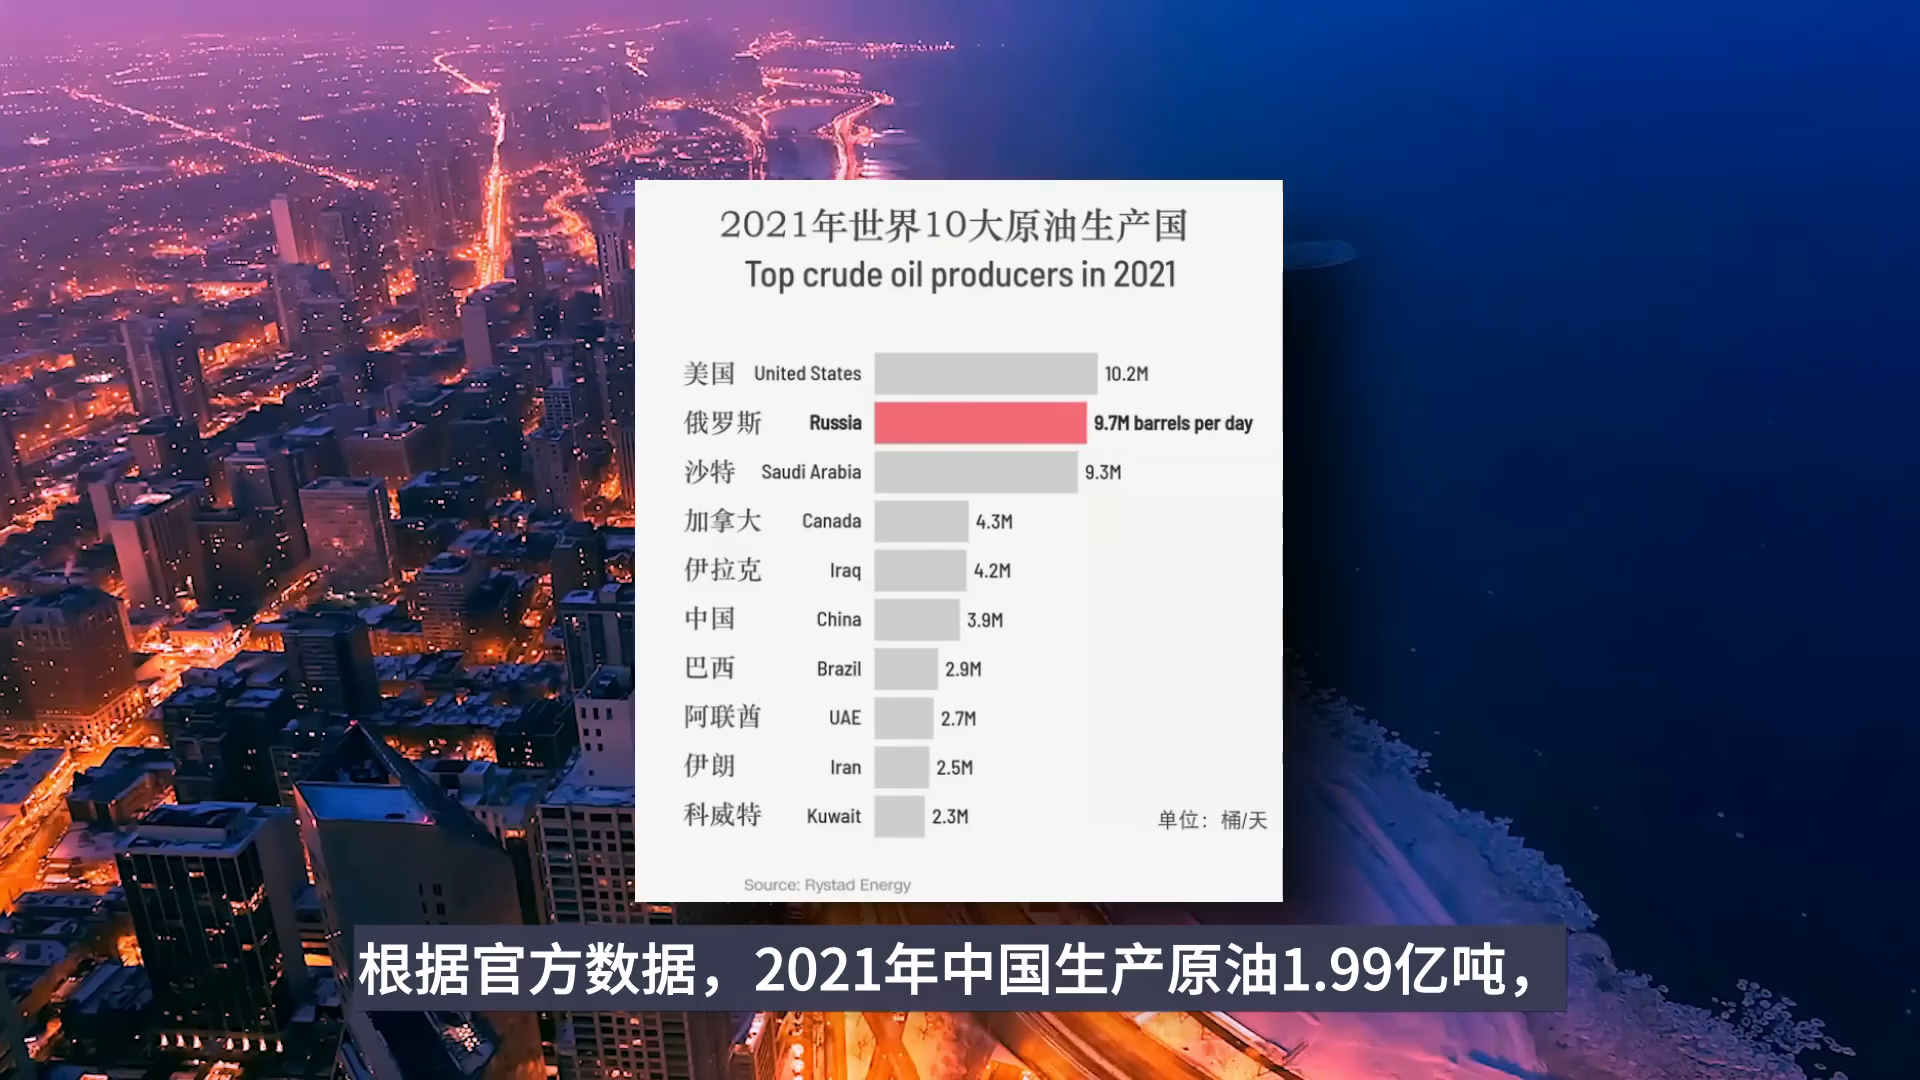 2021年世界10大原油生产国
Top crude oil producers in 2021
美国 United States 10.2M
俄罗斯 Russia 9.7M barrels per day
沙特 Saudi Arabia 9.3M
加拿大 Canada 4.3M
伊拉克 Iraq 4.2M
中国 China 3.9M
巴西 Brazil 2.9M
阿联酋 UAE 2.7M
伊朗 Iran 2.5M
科威特 Kuwait 2.3M
单位：桶/天
Source: Rystad Energy
根据官方数据，2021年中国生产原油1.99亿吨，